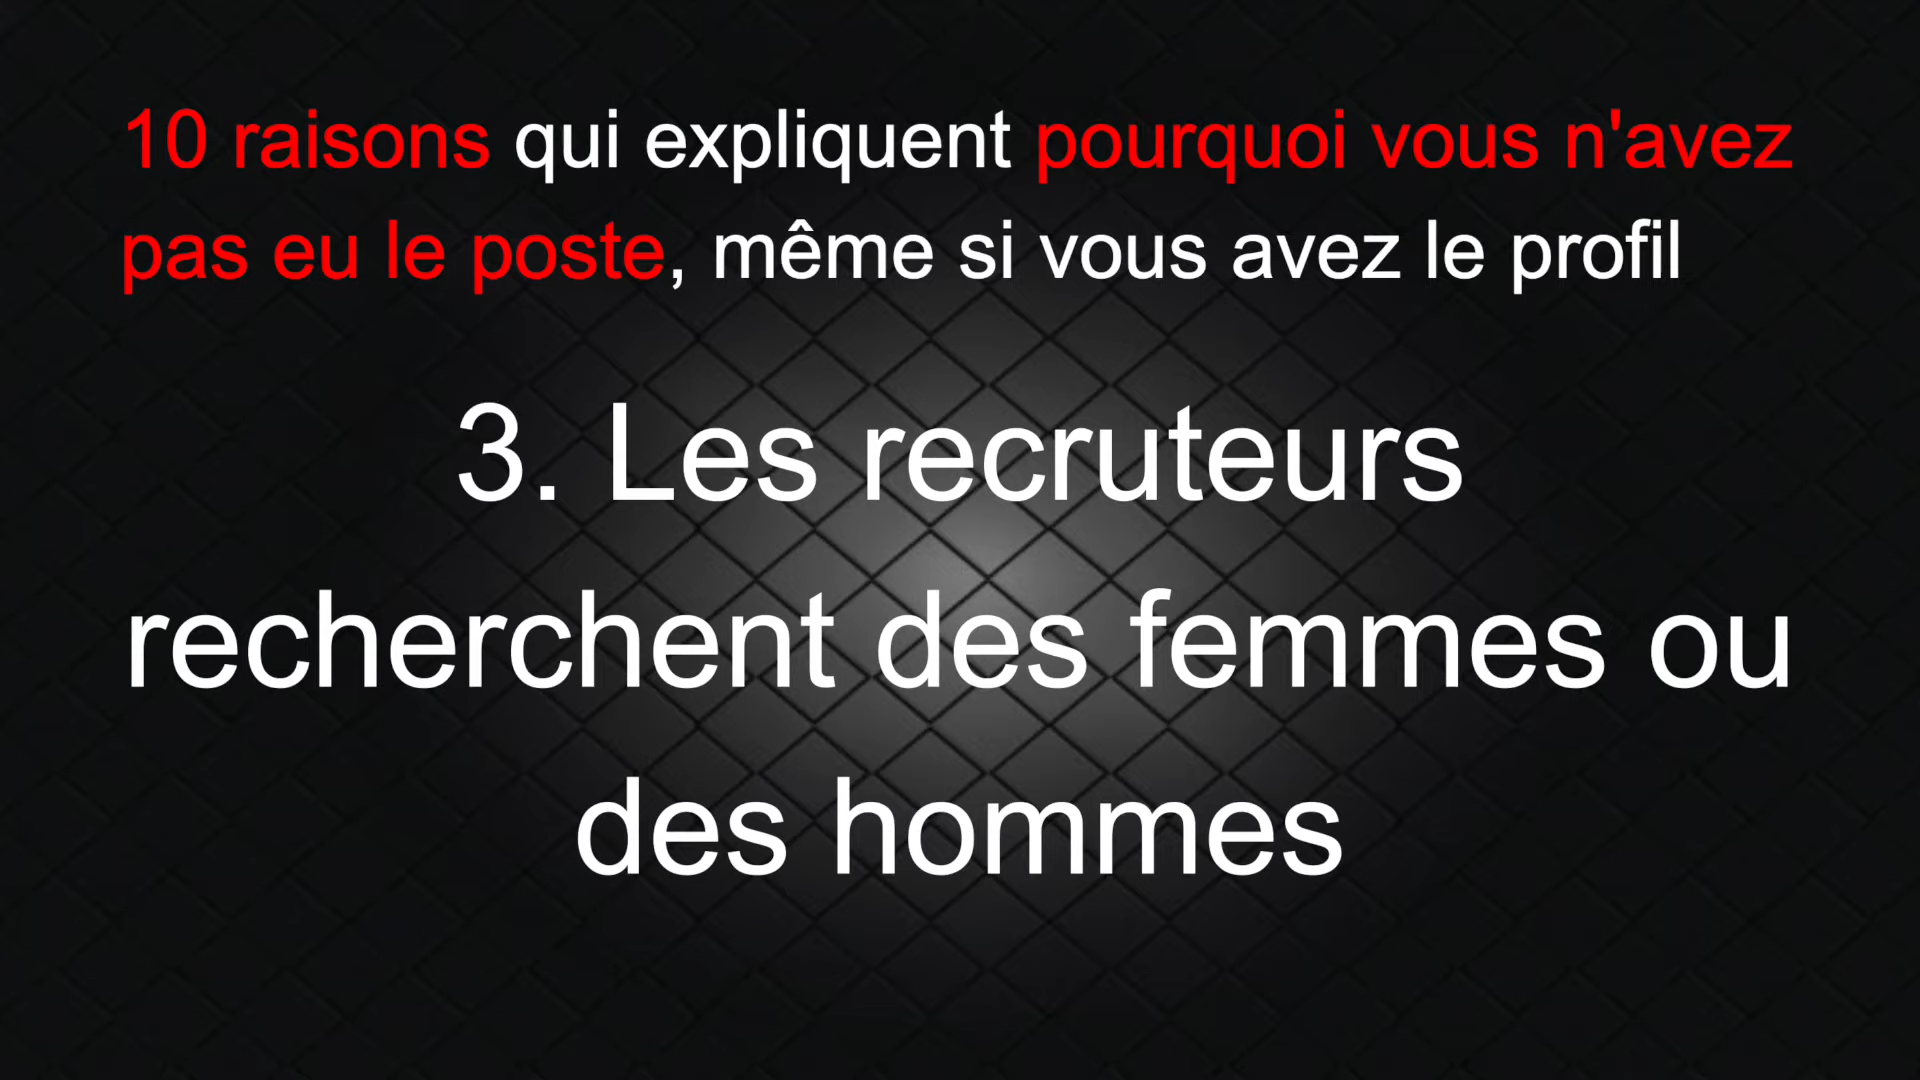 10 raisons qui expliquent pourquoi vous n'avez
pas eu le poste, même si vous avez le profil
3. Les recruteurs
recherchent des femmes ou
des hommes